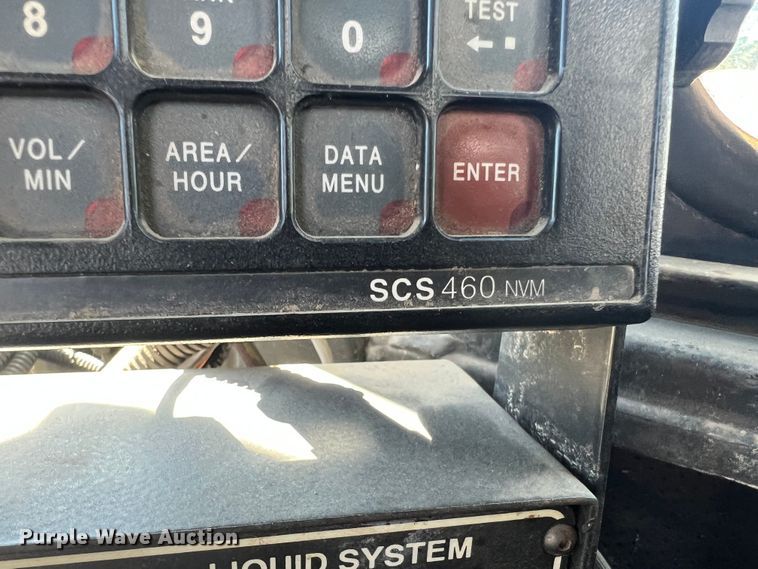 8
9
0
TEST
VOL/
MIN
AREA/
HOUR
DATA
MENU
ENTER
SCS 460 NVM
Purple Wave Auction
LIQUID SYSTEM